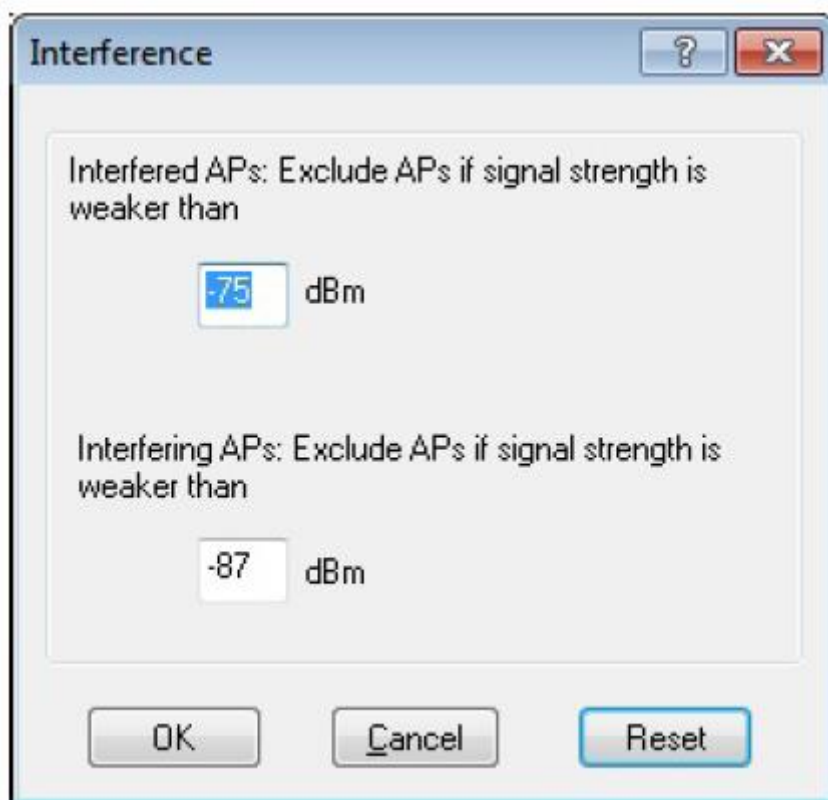 Interference
?
Interfered APs: Exclude APs if signal strength is
weaker than
-75 dBm
Interfering APs: Exclude APs if signal strength is
weaker than
-87 dBm
OK Cancel Reset